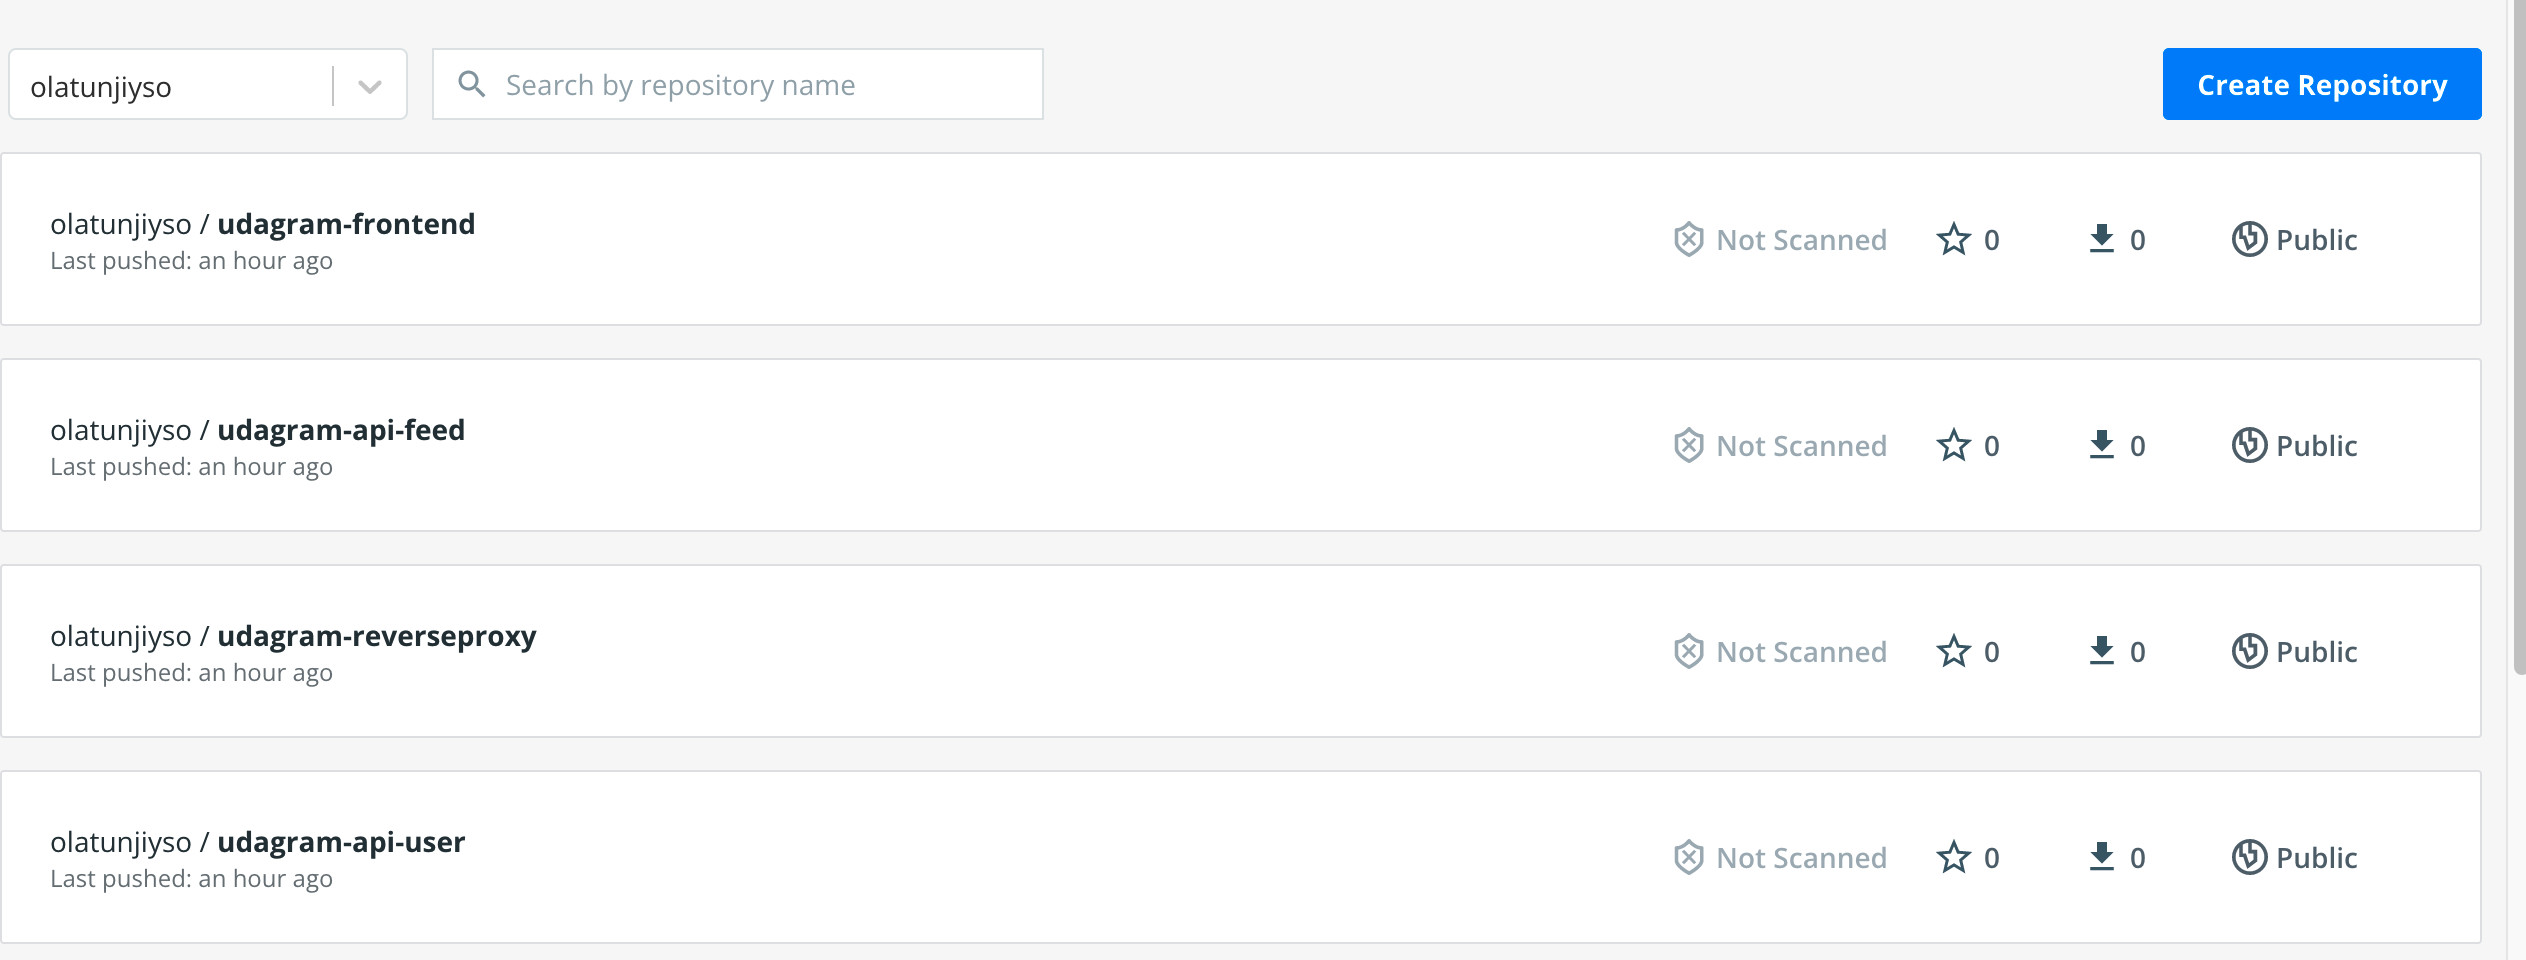 olatunjiyso
Search by repository name
Create Repository
olatunjiyso / udagram-frontend
Last pushed: an hour ago
Not Scanned 0 0 Public
olatunjiyso / udagram-api-feed
Last pushed: an hour ago
Not Scanned 0 0 Public
olatunjiyso / udagram-reverseproxy
Last pushed: an hour ago
Not Scanned 0 0 Public
olatunjiyso / udagram-api-user
Last pushed: an hour ago
Not Scanned 0 0 Public